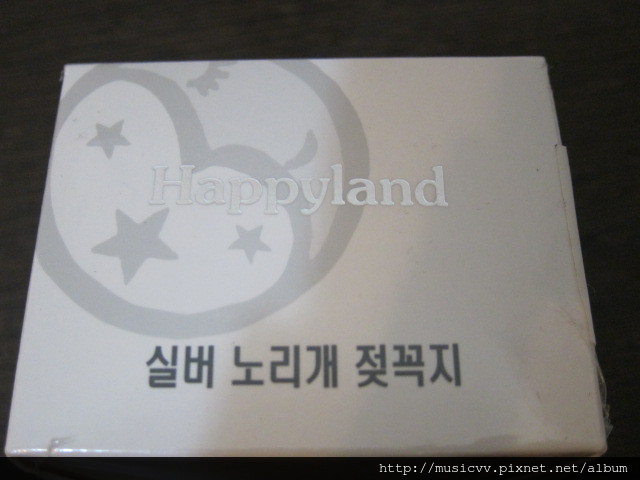 Happyland
실버 노리개 젖꼭지
http://musicvv.pixnet.net/album